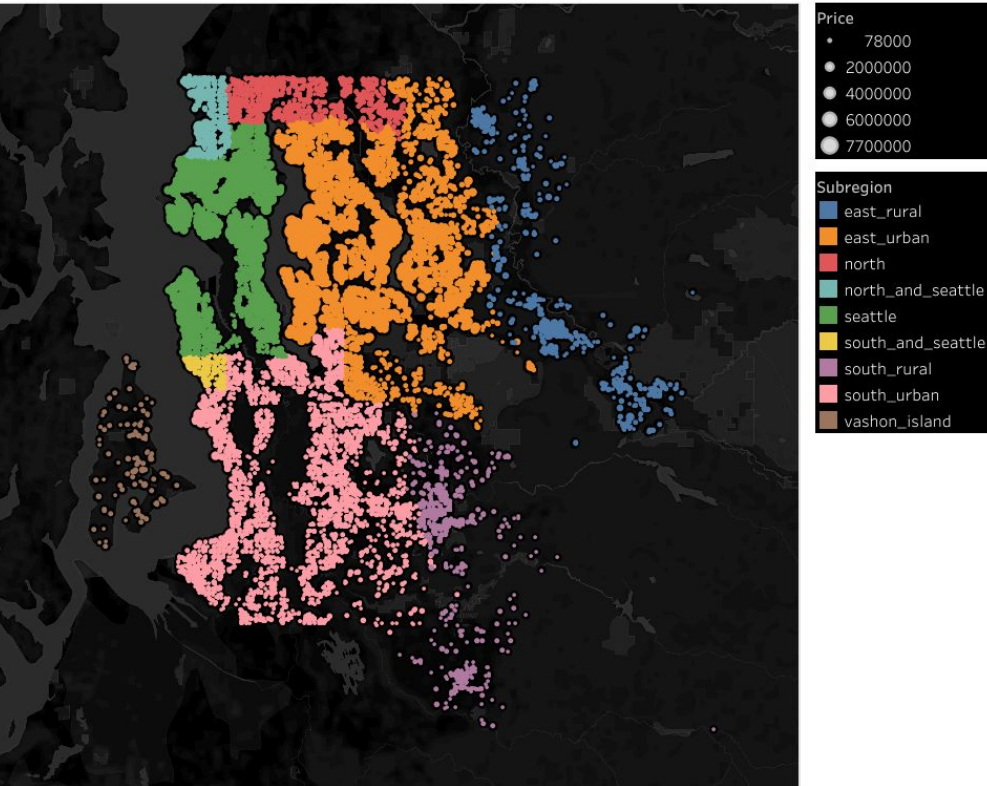 Price
78000
2000000
4000000
6000000
7700000
Subregion
east_rural
east_urban
north
north_and_seattle
seattle
south_and_seattle
south_rural
south_urban
vashon_island